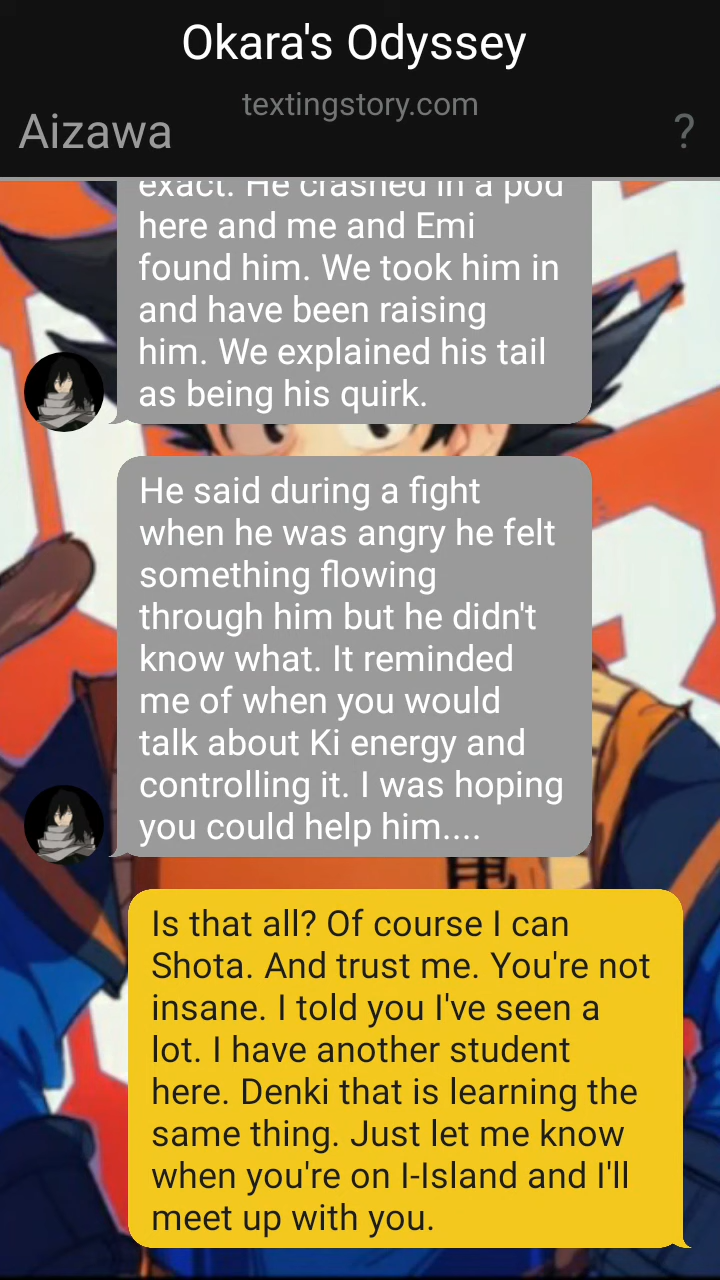 Okara's Odyssey
textingstory.com
Aizawa
?
exact. He crashed in a pod
here and me and Emi
found him. We took him in
and have been raising
him. We explained his tail
as being his quirk.
He said during a fight
when he was angry he felt
something flowing
through him but he didn't
know what. It reminded
me of when you would
talk about Ki energy and
controlling it. I was hoping
you could help him....
Is that all? Of course I can
Shota. And trust me. You're not
insane. I told you I've seen a
lot. I have another student
here. Denki that is learning the
same thing. Just let me know
when you're on I-Island and I'll
meet up with you.